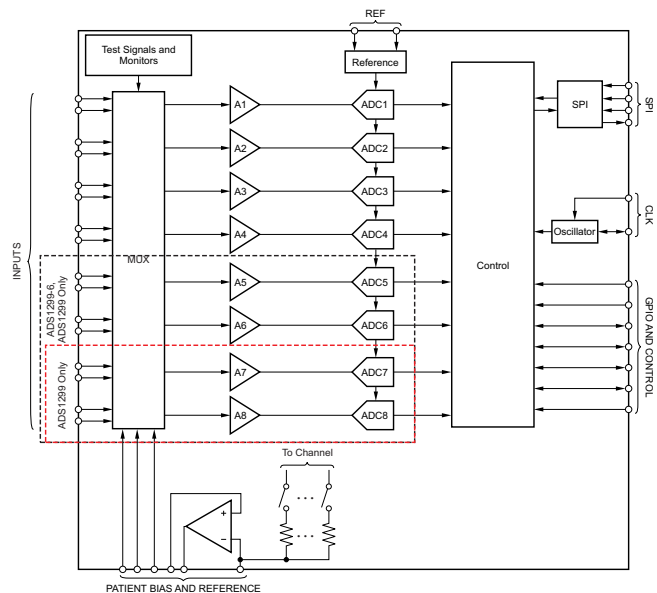 REF
Test Signals and
Monitors
Reference
A1
ADC1
SPI
SPI
A2
ADC2
A3
ADC3
CLK
A4
ADC4
Oscillator
INPUTS
MUX
Control
ADS1299-6,
ADS1299 Only
A5
ADC5
GPIO AND CONTROL
A6
ADC6
ADS1299 Only
A7
ADC7
A8
ADC8
To Channel
+
−
PATIENT BIAS AND REFERENCE